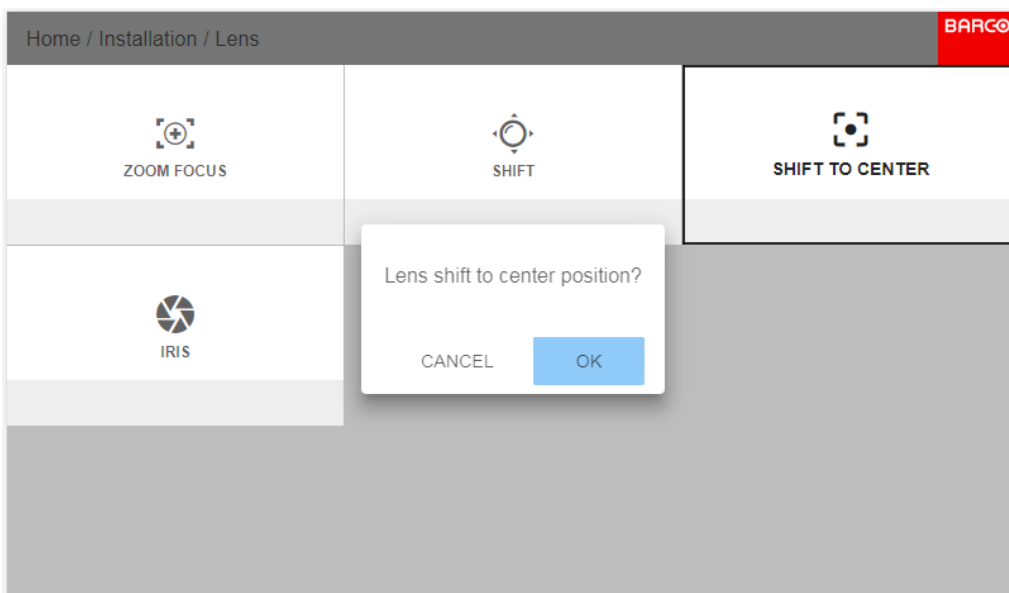 Home / Installation / Lens
BARCO
ZOOM FOCUS
SHIFT
SHIFT TO CENTER
Lens shift to center position?
CANCEL
OK
IRIS